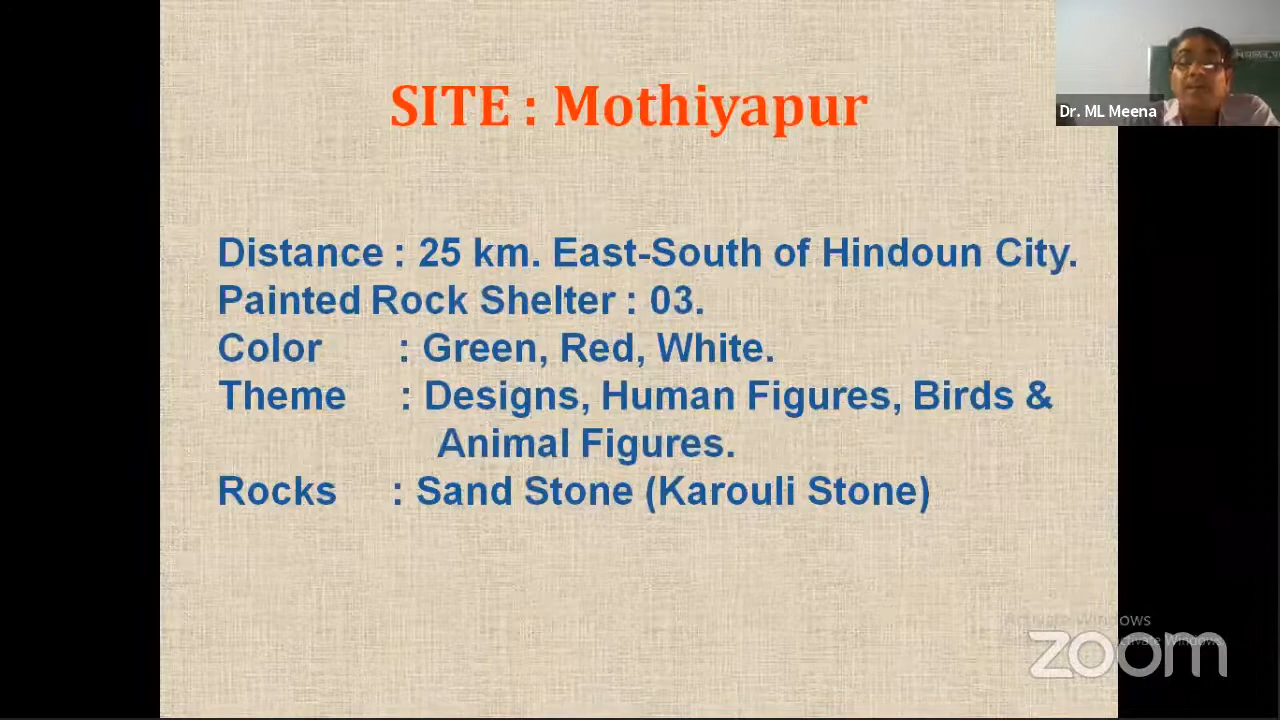 SITE : Mothiyapur
Dr. ML Meena
Distance : 25 km. East-South of Hindoun City.
Painted Rock Shelter : 03.
Color : Green, Red, White.
Theme : Designs, Human Figures, Birds &
Animal Figures.
Rocks : Sand Stone (Karouli Stone)
Activate Windows
zoom